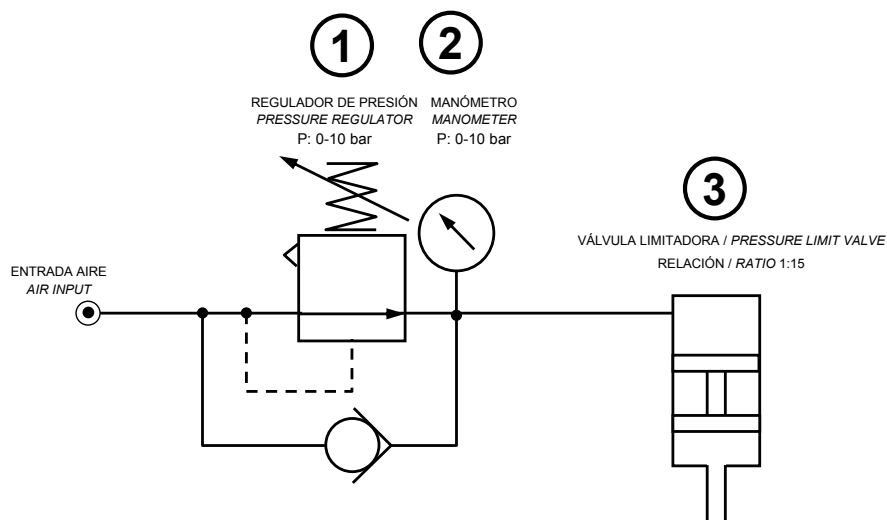 1
REGULADOR DE PRESIÓN
PRESSURE REGULATOR
P: 0-10 bar
2
MANÓMETRO
MANOMETER
P: 0-10 bar
3
VÁLVULA LIMITADORA / PRESSURE LIMIT VALVE
RELACIÓN / RATIO 1:15
ENTRADA AIRE
AIR INPUT